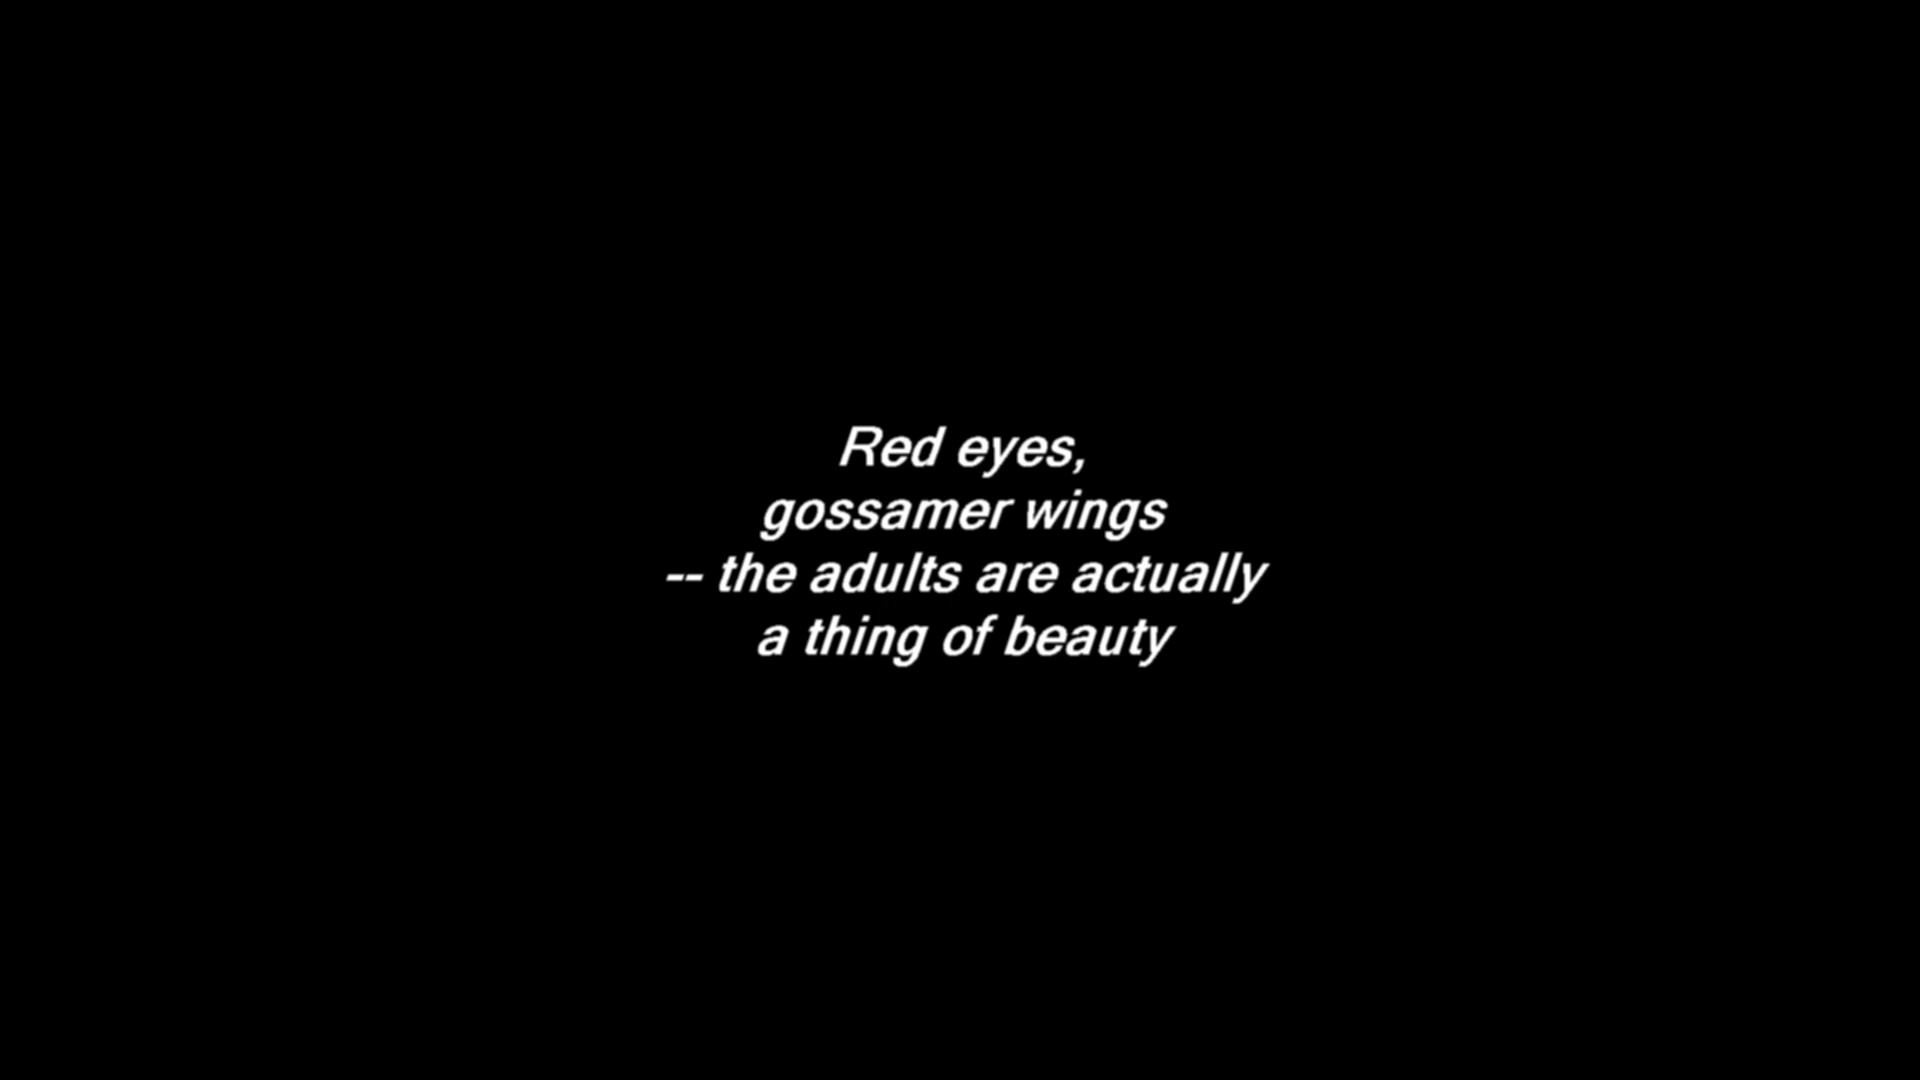 Red eyes,
gossamer wings
-- the adults are actually
a thing of beauty